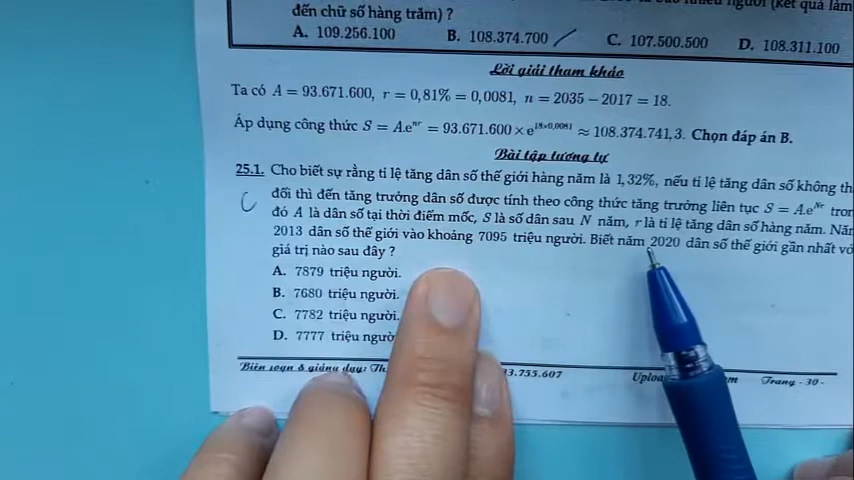 nhiêu người (kết quả làm
đến chữ số hàng trăm) ?
A. 109.256.100 B. 108.374.700 C. 107.500.500 D. 108.311.100
Lời giải tham khảo
Ta có A = 93.671.600, r = 0,81% = 0,0081, n = 2035 − 2017 = 18.
Áp dụng công thức S = A.eⁿʳ = 93.671.600 × e^{18×0,0081} ≈ 108.374.741,3. Chọn đáp án B.
Bài tập tương tự
25.1. Cho biết sự rằng tỉ lệ tăng dân số thế giới hàng năm là 1,32%, nếu tỉ lệ tăng dân số không th
đổi thì đến tăng trưởng dân số được tính theo công thức tăng trưởng liên tục S = A.e^{Nr} tron
đó A là dân số tại thời điểm mốc, S là số dân sau N năm, r là tỉ lệ tăng dân số hàng năm. Năm
2013 dân số thế giới vào khoảng 7095 triệu người. Biết năm 2020 dân số thế giới gần nhất vớ
giá trị nào sau đây ?
A. 7879 triệu người.
B. 7680 triệu người.
C. 7782 triệu người.
D. 7777 triệu ngườ
Biên soạn & giảng dạy: Th 3.755.607 Trang - 30 -